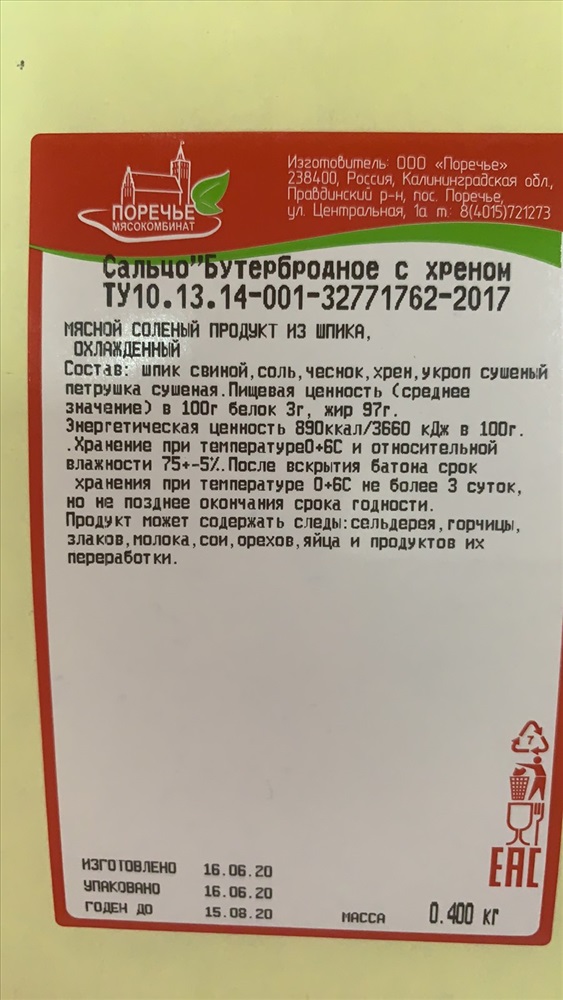 ПОРЕЧЬЕ
МЯСОКОМБИНАТ
Изготовитель: ООО «Поречье»
238400, Россия, Калининградская обл.,
Правдинский р-н, пос. Поречье,
ул. Центральная, 1а т: 8(4015)721273
Сальцо"Бутербродное с хреном
ТУ10.13.14-001-32771762-2017
МЯСНОЙ СОЛЕНЫЙ ПРОДУКТ ИЗ ШПИКА,
ОХЛАЖДЕННЫЙ
Состав: шпик свиной,соль,чеснок,хрен,укроп сушеный
петрушка сушеная.Пищевая ценность (среднее
значение) в 100г белок 3г, жир 97г.
Энергетическая ценность 890ккал/3660 кДж в 100г.
.Хранение при температуре0+6С и относительной
влажности 75+-5%.После вскрытия батона срок
хранения при температуре 0+6С не более 3 суток,
но не позднее окончания срока годности.
Продукт может содержать следы:сельдерея,горчицы,
злаков,молока,сои,орехов,яйца и продуктов их
переработки.
7
EAC
ИЗГОТОВЛЕНО 16.06.20
УПАКОВАНО 16.06.20
ГОДЕН ДО 15.08.20
МАССА 0.400 кг